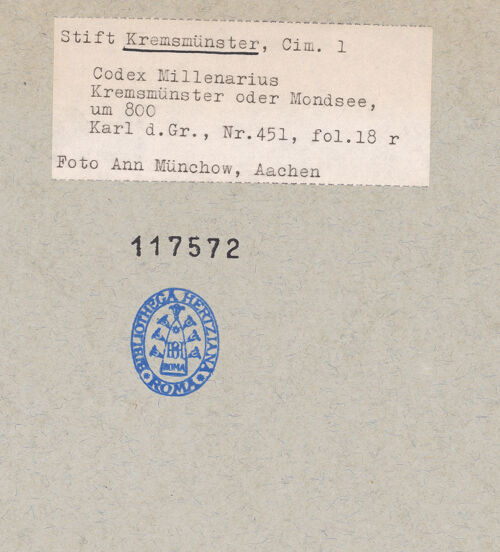 Stift Kremsmünster, Cim. 1
Codex Millenarius
Kremsmünster oder Mondsee,
um 800
Karl d.Gr., Nr.451, fol.18 r
Foto Ann Münchow, Aachen
117572
BIBLIOTHECA HERTZIANA
ROMA
ROMA